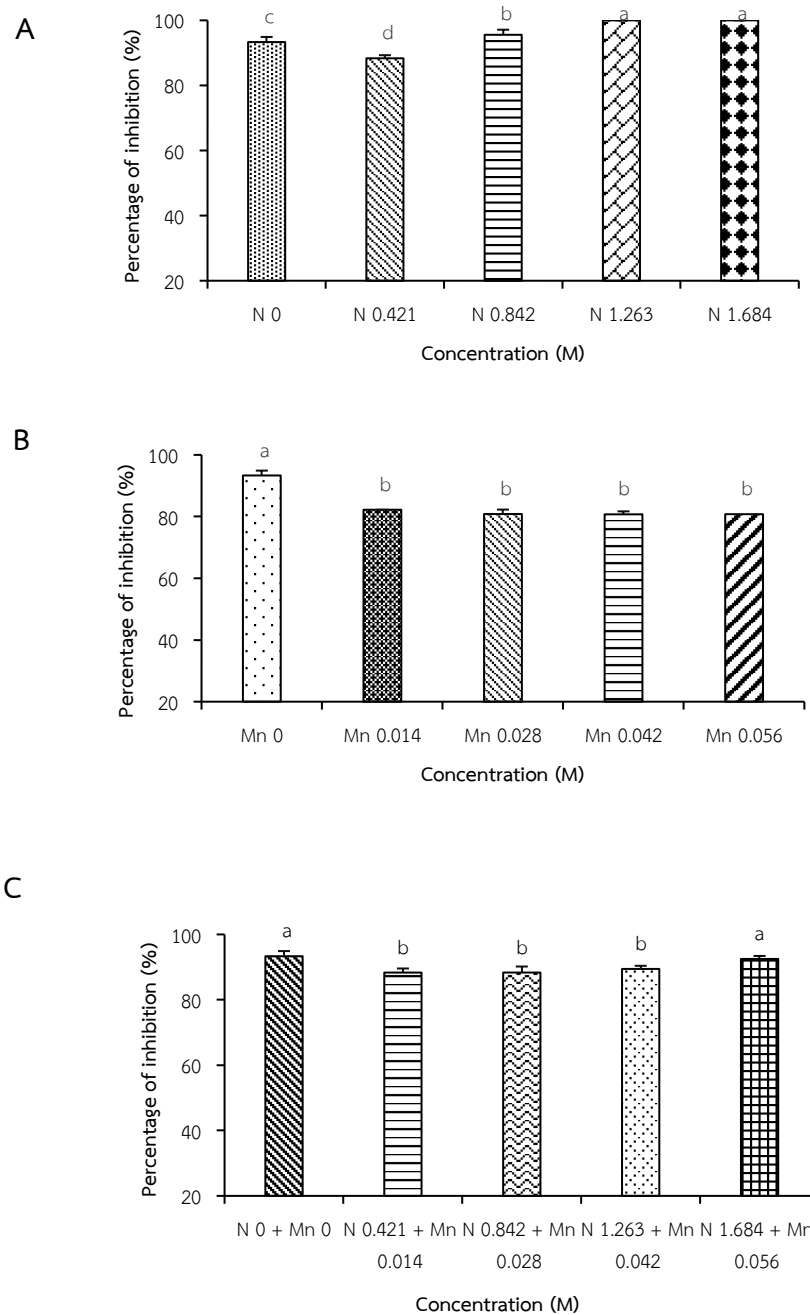 A
Percentage of inhibition (%)
100
80
60
40
20
c
d
b
a
a
N 0
N 0.421
N 0.842
N 1.263
N 1.684
Concentration (M)
B
Percentage of inhibition (%)
100
80
60
40
20
a
b
b
b
b
Mn 0
Mn 0.014
Mn 0.028
Mn 0.042
Mn 0.056
Concentration (M)
C
Percentage of inhibition (%)
100
80
60
40
20
a
b
b
b
a
N 0 + Mn 0 N 0.421 + Mn N 0.842 + Mn N 1.263 + Mn N 1.684 + Mn
0.014 0.028 0.042 0.056
Concentration (M)